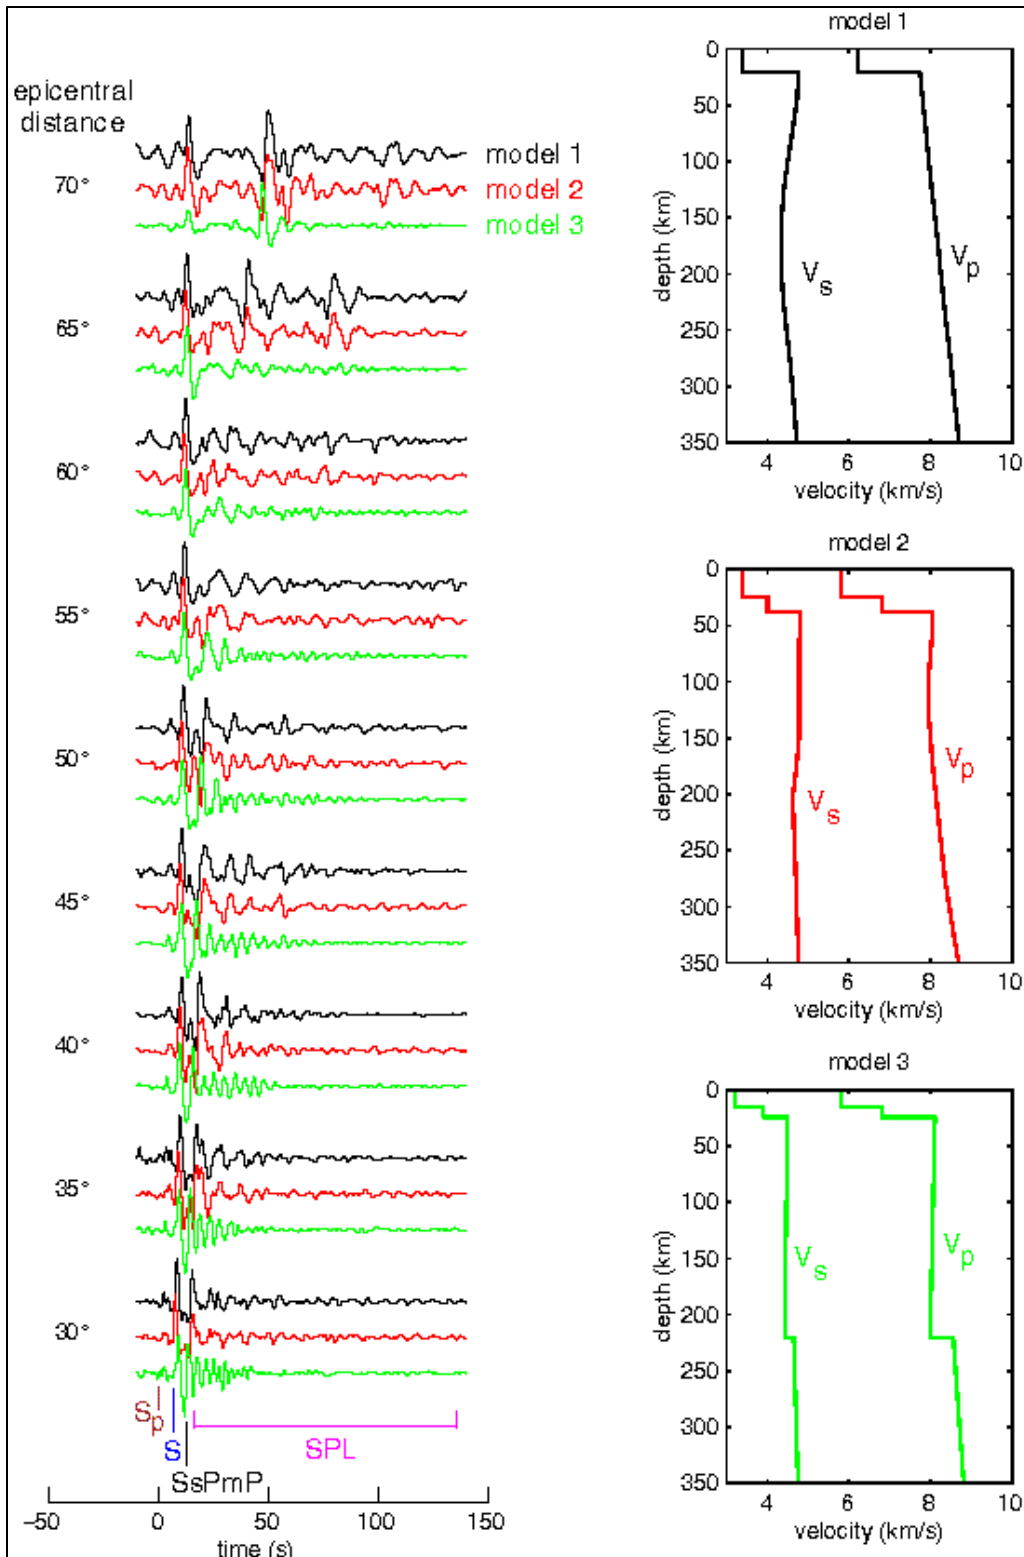 epicentral
distance
model 1
model 2
model 3
70°
65°
60°
55°
50°
45°
40°
35°
30°
Sp
S
SsPmP
SPL
−50 0 50 100 150
time (s)
model 1
0
50
100
150
200
250
300
350
depth (km)
Vs
Vp
4 6 8 10
velocity (km/s)
model 2
0
50
100
150
200
250
300
350
depth (km)
Vs
Vp
4 6 8 10
velocity (km/s)
model 3
0
50
100
150
200
250
300
350
depth (km)
Vs
Vp
4 6 8 10
velocity (km/s)